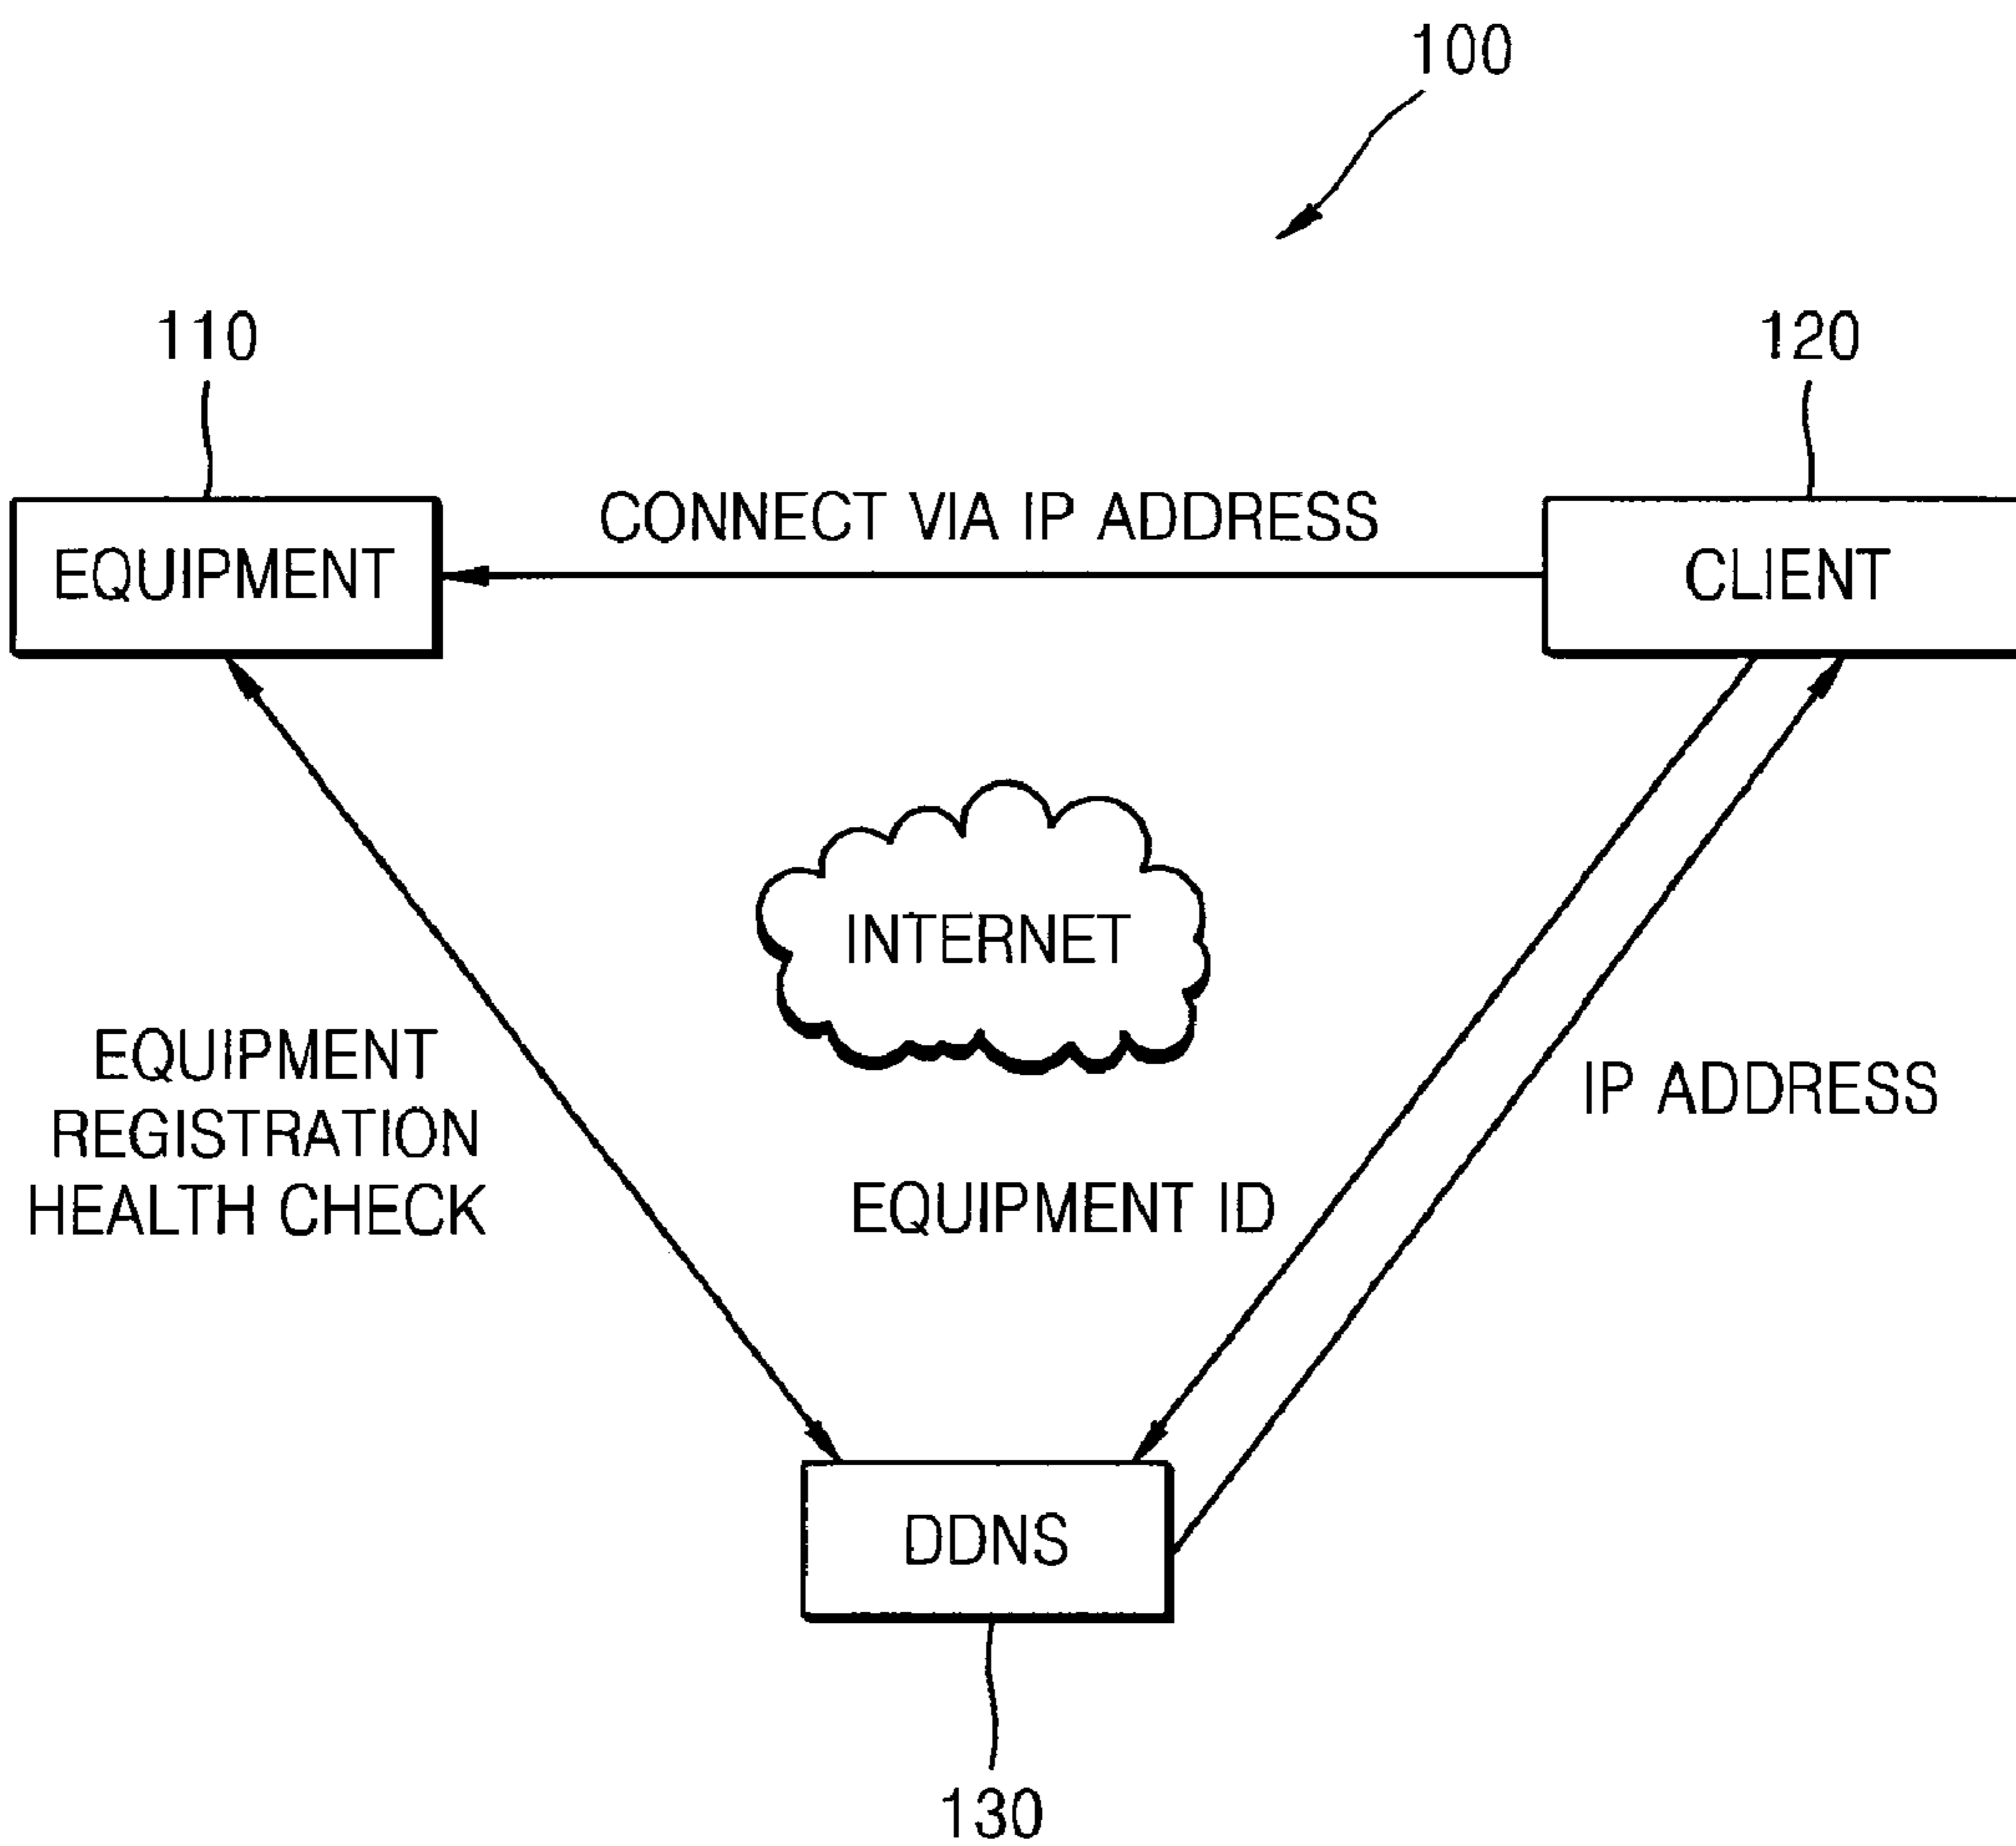 100
110
120
CONNECT VIA IP ADDRESS
EQUIPMENT
CLIENT
INTERNET
EQUIPMENT
REGISTRATION
HEALTH CHECK
IP ADDRESS
EQUIPMENT ID
DDNS
130